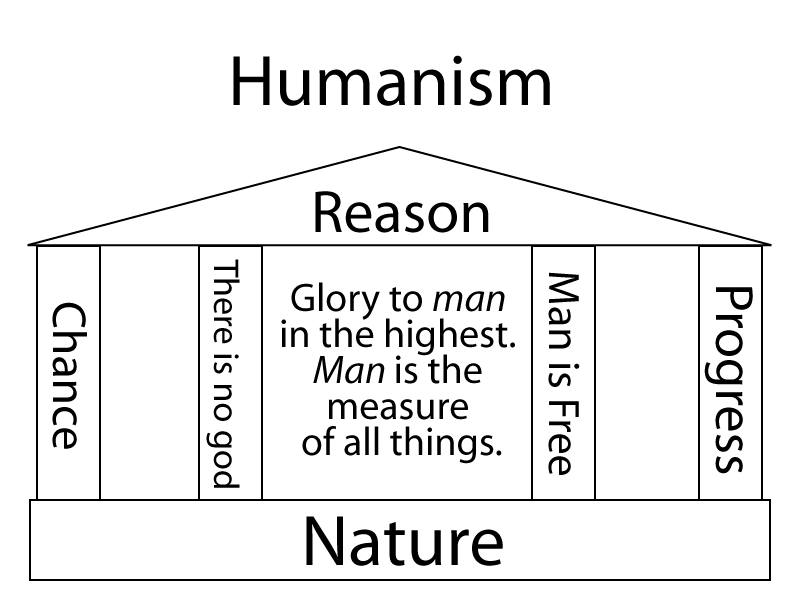 Humanism
Reason
Chance
There is no god
Glory to man
in the highest.
Man is the
measure
of all things.
Man is Free
Progress
Nature